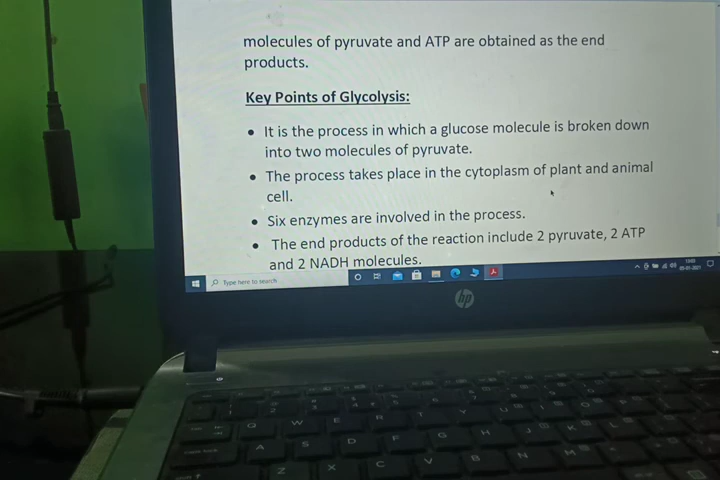 molecules of pyruvate and ATP are obtained as the end
products.
Key Points of Glycolysis:
• It is the process in which a glucose molecule is broken down
into two molecules of pyruvate.
• The process takes place in the cytoplasm of plant and animal
cell.
• Six enzymes are involved in the process.
• The end products of the reaction include 2 pyruvate, 2 ATP
and 2 NADH molecules.
Type here to search
hp
Q W E R T Y U I O
A S D F G H J K L
Z X C V B N M